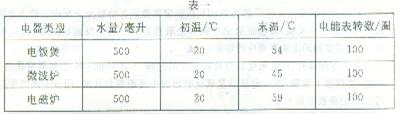 表一
电器类型 水量/毫升 初温/℃ 末温/℃ 电能表转数/圈
电饭煲 500 20 54 100
微波炉 500 20 45 100
电磁炉 500 20 59 100